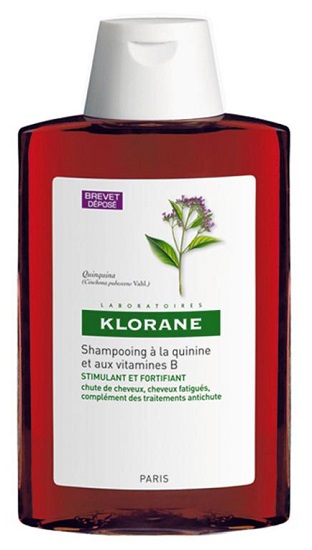 BREVET
DÉPOSÉ
Quinquina
(Cinchona pubescens Vahl.)
LABORATOIRES
KLORANE
Shampooing à la quinine
et aux vitamines B
STIMULANT ET FORTIFIANT
chute de cheveux, cheveux fatigués,
complément des traitements antichute
PARIS